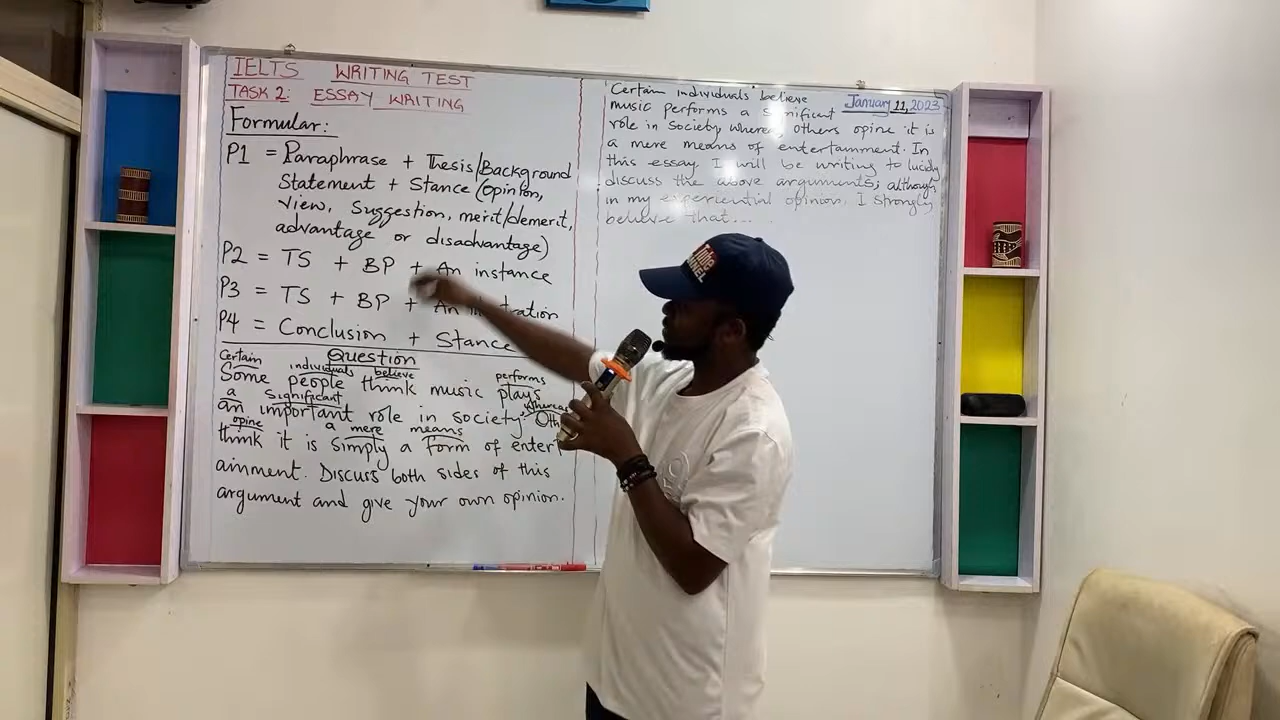 IELTS WRITING TEST
TASK 2: ESSAY WRITING
Formular:
P1 = Paraphrase + Thesis/Background
Statement + Stance (opinion,
view, suggestion, merit/demerit,
advantage or disadvantage)
P2 = TS + BP + An instance
P3 = TS + BP + An
P4 = Conclusion + Stance
Question
Certain individuals believe performs
Some people think music plays
a significant whereas
an important role in society
opine a mere means
think it is simply a form of enter
ainment. Discuss both sides of this
argument and give your own opinion.
January 11, 2023
Certain individuals believe
music performs a significant
role in society whereas, others opine it is
a mere means of entertainment. In
this essay, I will be writing to lucidly
discuss the above arguments; although
in my experiential opinion, I strongly
believe that...
Tube
NNEL